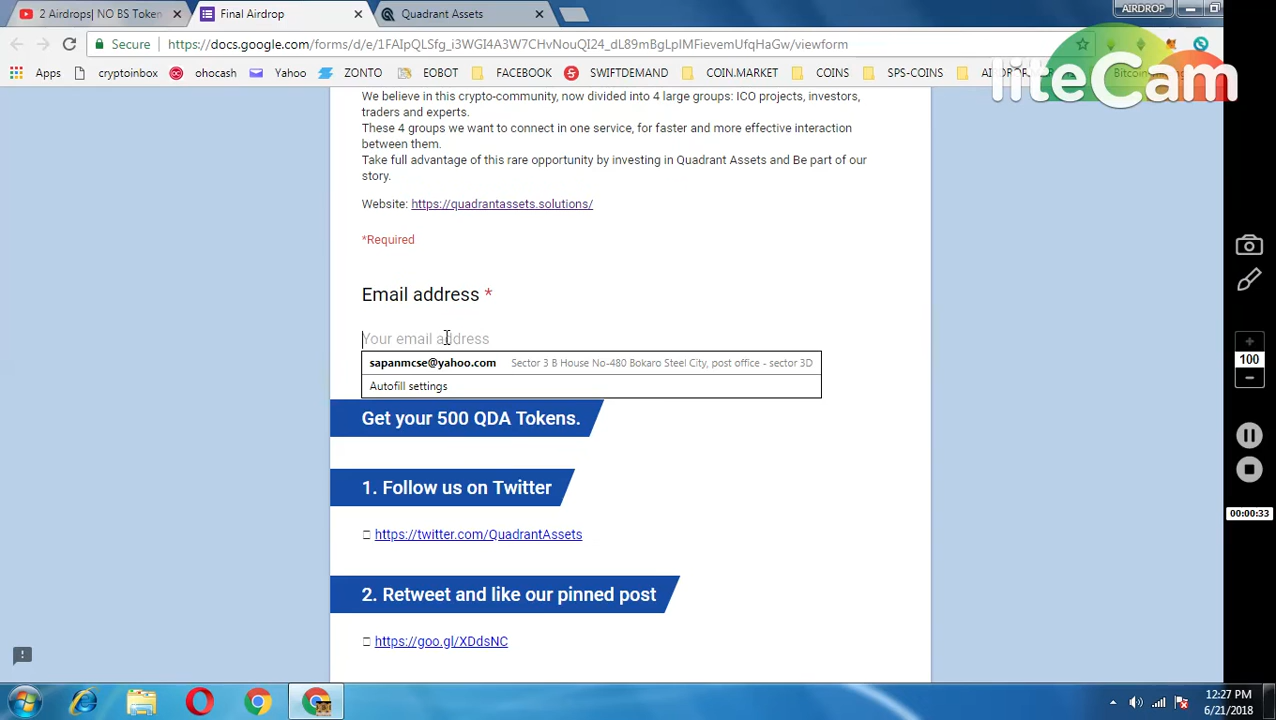 2 Airdrops| NO BS Token
Final Airdrop
Quadrant Assets
AIRDROP
Secure
https://docs.google.com/forms/d/e/1FAIpQLSfg_i3WGI4A3W7CHvNouQI24_dL89mBgLpIMFievemUfqHaGw/viewform
Apps
cryptoinbox
ohocash
Yahoo
EOBOT
FACEBOOK
SWIFTDEMAND
COIN.MARKET
COINS
SPS-COINS
liteCam
We believe in this crypto-community, now divided into 4 large groups: ICO projects, investors,
traders and experts.
These 4 groups we want to connect in one service, for faster and more effective interaction
between them.
Take full advantage of this rare opportunity by investing in Quadrant Assets and Be part of our
story.
Website: https://quadrantassets.solutions/
*Required
Email address *
Your email address
sapanmcse@yahoo.com Sector 3 B House No-480 Bokaro Steel City, post office - sector 3D
Autofill settings
Get your 500 QDA Tokens.
1. Follow us on Twitter
https://twitter.com/QuadrantAssets
2. Retweet and like our pinned post
https://goo.gl/XDdsNC
100
00:00:33
12:27 PM
6/21/2018